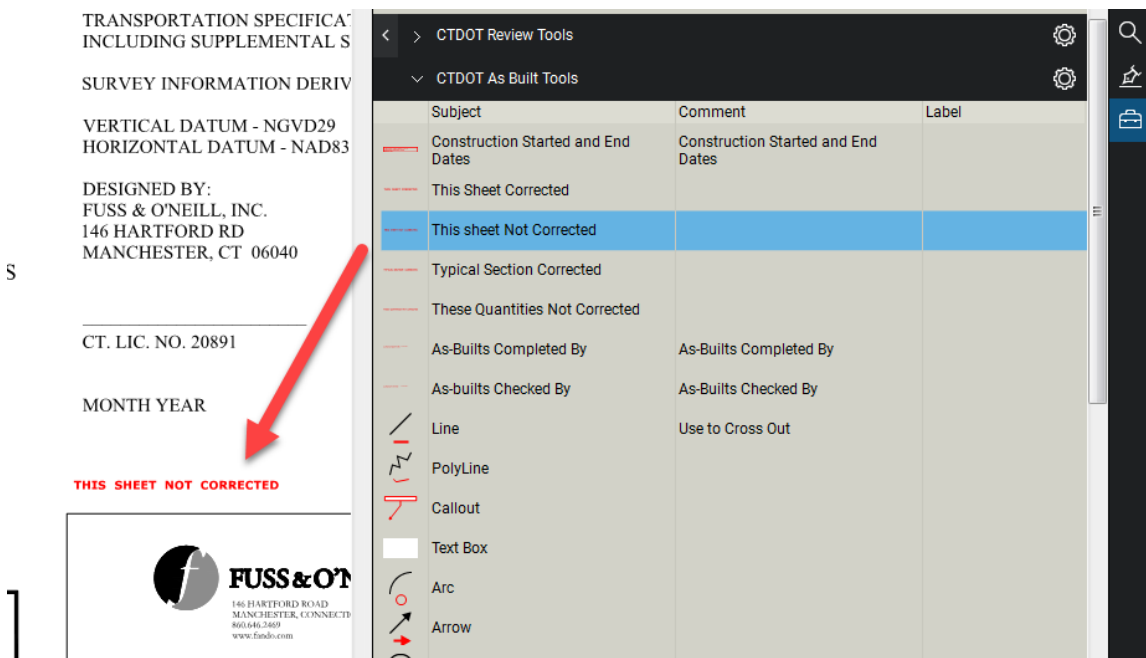 TRANSPORTATION SPECIFICAT
INCLUDING SUPPLEMENTAL S
SURVEY INFORMATION DERIV
VERTICAL DATUM - NGVD29
HORIZONTAL DATUM - NAD83
DESIGNED BY:
FUSS & O'NEILL, INC.
146 HARTFORD RD
MANCHESTER, CT 06040
S
CT. LIC. NO. 20891
MONTH YEAR
THIS SHEET NOT CORRECTED
FUSS & O'N
146 HARTFORD ROAD
MANCHESTER, CONNECTI
860.646.2469
www.fando.com
CTDOT Review Tools
CTDOT As Built Tools
Subject Comment Label
Construction Started and End Dates Construction Started and End Dates
This Sheet Corrected
This sheet Not Corrected
Typical Section Corrected
These Quantities Not Corrected
As-Builts Completed By As-Builts Completed By
As-builts Checked By As-Builts Checked By
Line Use to Cross Out
PolyLine
Callout
Text Box
Arc
Arrow